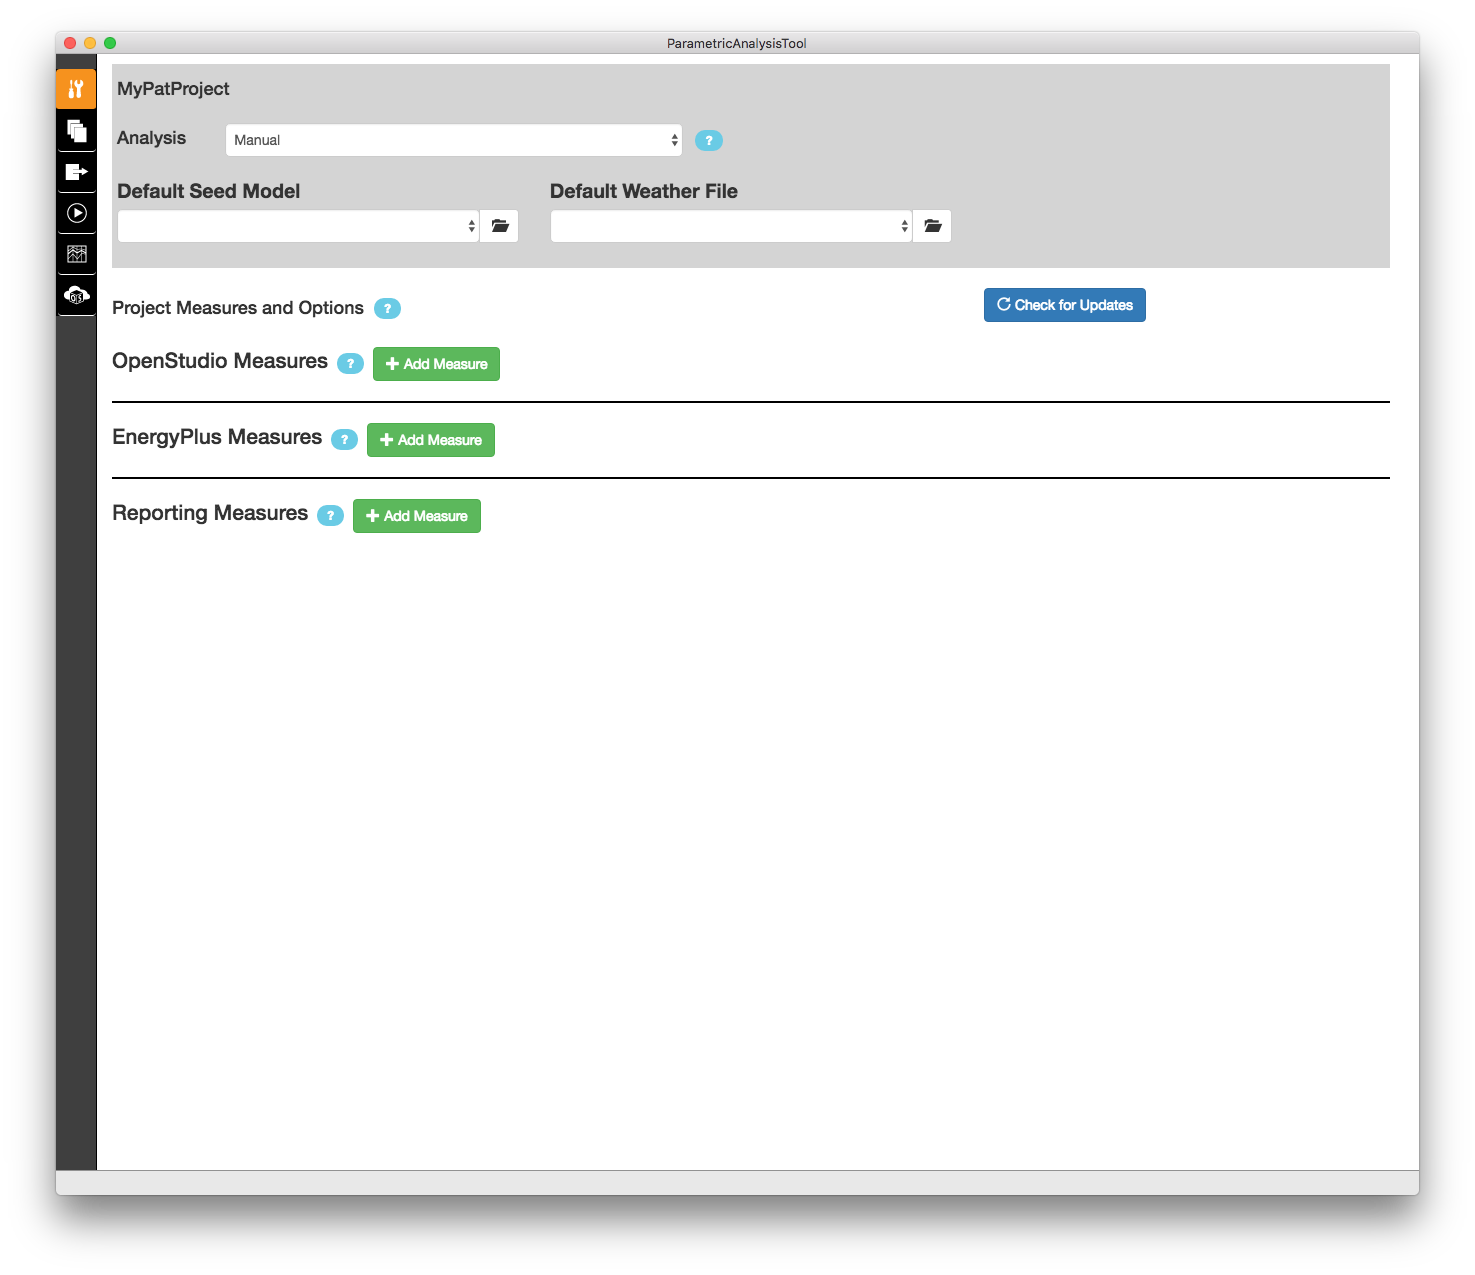 ParametricAnalysisTool
MyPatProject
Analysis Manual ?
Default Seed Model Default Weather File
Project Measures and Options ? Check for Updates
OpenStudio Measures ? Add Measure
EnergyPlus Measures ? Add Measure
Reporting Measures ? Add Measure
OS